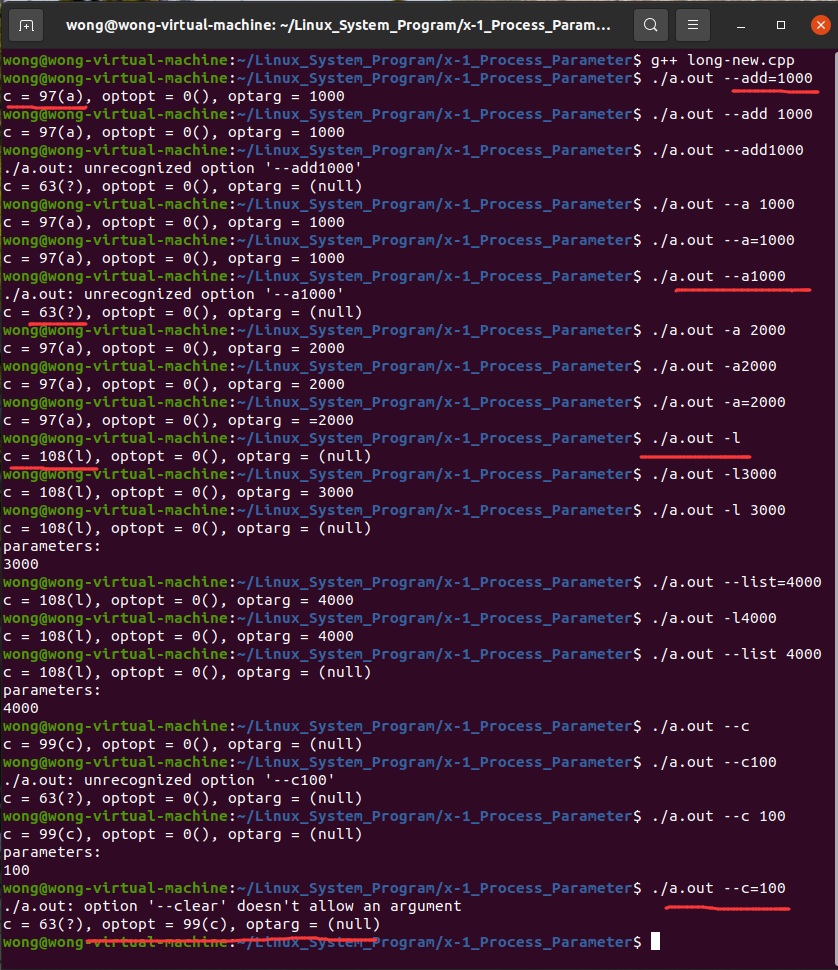 wong@wong-virtual-machine: ~/Linux_System_Program/x-1_Process_Param...
wong@wong-virtual-machine:~/Linux_System_Program/x-1_Process_Parameter$ g++ long-new.cpp
wong@wong-virtual-machine:~/Linux_System_Program/x-1_Process_Parameter$ ./a.out --add=1000
c = 97(a), optopt = 0(), optarg = 1000
wong@wong-virtual-machine:~/Linux_System_Program/x-1_Process_Parameter$ ./a.out --add 1000
c = 97(a), optopt = 0(), optarg = 1000
wong@wong-virtual-machine:~/Linux_System_Program/x-1_Process_Parameter$ ./a.out --add1000
./a.out: unrecognized option '--add1000'
c = 63(?), optopt = 0(), optarg = (null)
wong@wong-virtual-machine:~/Linux_System_Program/x-1_Process_Parameter$ ./a.out --a 1000
c = 97(a), optopt = 0(), optarg = 1000
wong@wong-virtual-machine:~/Linux_System_Program/x-1_Process_Parameter$ ./a.out --a=1000
c = 97(a), optopt = 0(), optarg = 1000
wong@wong-virtual-machine:~/Linux_System_Program/x-1_Process_Parameter$ ./a.out --a1000
./a.out: unrecognized option '--a1000'
c = 63(?), optopt = 0(), optarg = (null)
wong@wong-virtual-machine:~/Linux_System_Program/x-1_Process_Parameter$ ./a.out -a 2000
c = 97(a), optopt = 0(), optarg = 2000
wong@wong-virtual-machine:~/Linux_System_Program/x-1_Process_Parameter$ ./a.out -a2000
c = 97(a), optopt = 0(), optarg = 2000
wong@wong-virtual-machine:~/Linux_System_Program/x-1_Process_Parameter$ ./a.out -a=2000
c = 97(a), optopt = 0(), optarg = =2000
wong@wong-virtual-machine:~/Linux_System_Program/x-1_Process_Parameter$ ./a.out -l
c = 108(l), optopt = 0(), optarg = (null)
wong@wong-virtual-machine:~/Linux_System_Program/x-1_Process_Parameter$ ./a.out -l3000
c = 108(l), optopt = 0(), optarg = 3000
wong@wong-virtual-machine:~/Linux_System_Program/x-1_Process_Parameter$ ./a.out -l 3000
c = 108(l), optopt = 0(), optarg = (null)
parameters:
3000
wong@wong-virtual-machine:~/Linux_System_Program/x-1_Process_Parameter$ ./a.out --list=4000
c = 108(l), optopt = 0(), optarg = 4000
wong@wong-virtual-machine:~/Linux_System_Program/x-1_Process_Parameter$ ./a.out -l4000
c = 108(l), optopt = 0(), optarg = 4000
wong@wong-virtual-machine:~/Linux_System_Program/x-1_Process_Parameter$ ./a.out --list 4000
c = 108(l), optopt = 0(), optarg = (null)
parameters:
4000
wong@wong-virtual-machine:~/Linux_System_Program/x-1_Process_Parameter$ ./a.out --c
c = 99(c), optopt = 0(), optarg = (null)
wong@wong-virtual-machine:~/Linux_System_Program/x-1_Process_Parameter$ ./a.out --c100
./a.out: unrecognized option '--c100'
c = 63(?), optopt = 0(), optarg = (null)
wong@wong-virtual-machine:~/Linux_System_Program/x-1_Process_Parameter$ ./a.out --c 100
c = 99(c), optopt = 0(), optarg = (null)
parameters:
100
wong@wong-virtual-machine:~/Linux_System_Program/x-1_Process_Parameter$ ./a.out --c=100
./a.out: option '--clear' doesn't allow an argument
c = 63(?), optopt = 99(c), optarg = (null)
wong@wong-virtual-machine:~/Linux_System_Program/x-1_Process_Parameter$